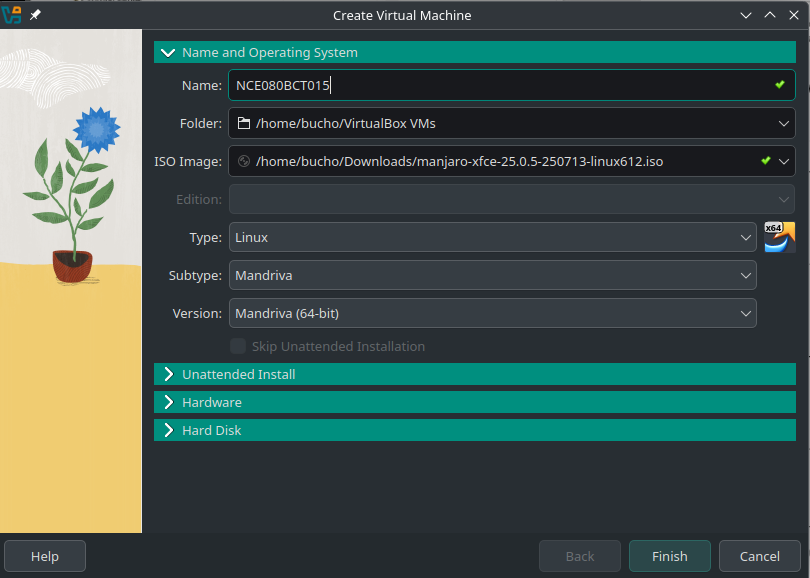 Create Virtual Machine
Name and Operating System
Name: NCE080BCT015
Folder: /home/bucho/VirtualBox VMs
ISO Image: /home/bucho/Downloads/manjaro-xfce-25.0.5-250713-linux612.iso
Edition:
Type: Linux
x64
Subtype: Mandriva
Version: Mandriva (64-bit)
Skip Unattended Installation
Unattended Install
Hardware
Hard Disk
Help Back Finish Cancel